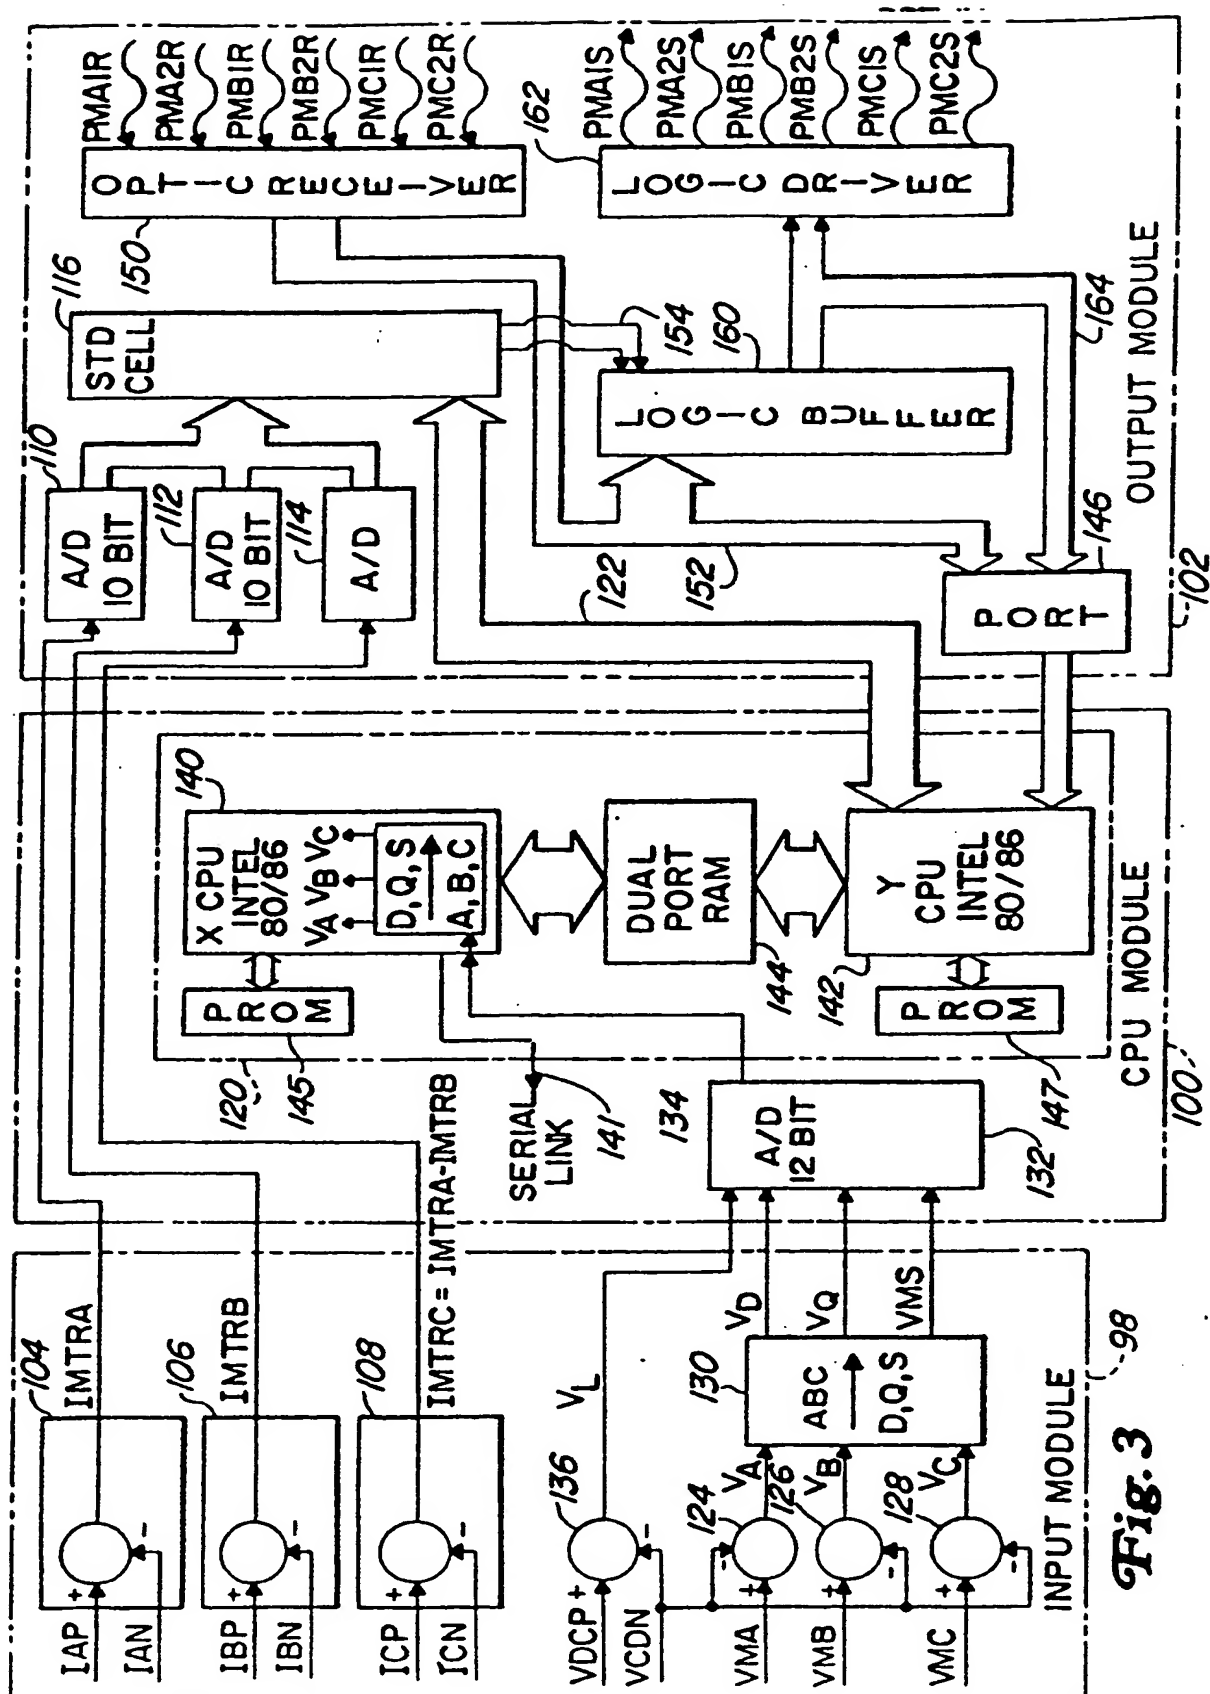 IAP
IAN
+
-
104
IMTRA
IBP
IBN
+
-
106
IMTRB
ICP
ICN
+
-
108
IMTRC= IMTRA-IMTRB
VDCP
VCDN
+
-
136
VL
VMA
+
-
124
VA
VMB
+
-
126
VB
VMC
+
-
128
VC
130
ABC
D,Q,S
VD
VQ
VMS
INPUT MODULE
98
Fig. 3
134
A/D
12 BIT
132
SERIAL
LINK
141
120
145
PROM
140
X CPU
INTEL
80/86
VA VB VC
D,Q,S
A,B,C
DUAL
PORT
RAM
144
142
Y
CPU
INTEL
80/86
PROM
147
CPU MODULE
100
110
A/D
10 BIT
112
A/D
10 BIT
114
A/D
116
STD
CELL
122
152
150
OPTIC RECEIVER
PMA1R
PMA2R
PMB1R
PMB2R
PMC1R
PMC2R
154
160
LOGIC BUFFER
162
LOGIC DRIVER
PMA1S
PMA2S
PMB1S
PMB2S
PMC1S
PMC2S
164
146
PORT
OUTPUT MODULE
102